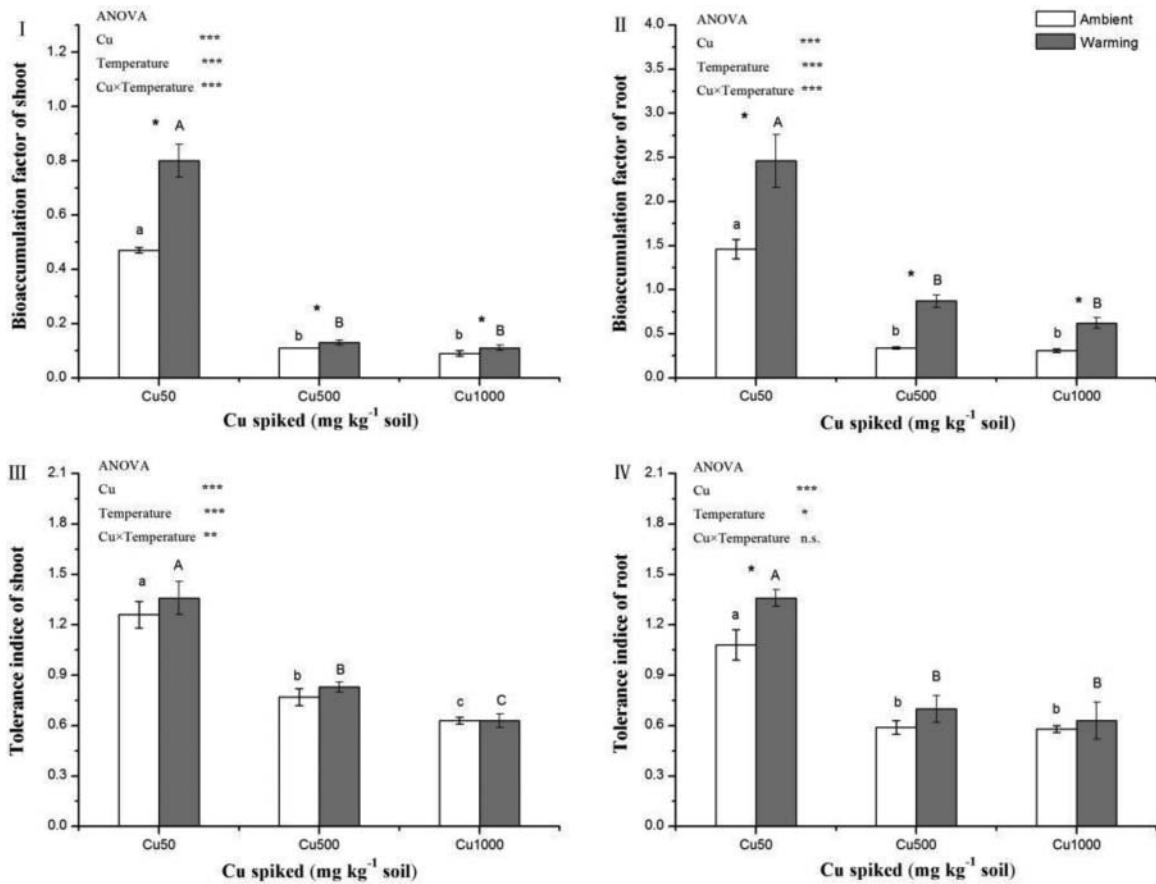 I
ANOVA
Cu ***
Temperature ***
Cu×Temperature ***
1.2
1.0
0.8
0.6
0.4
0.2
0.0
Bioaccumulation factor of shoot
a
* A
b
* B
b
* B
Cu50 Cu500 Cu1000
Cu spiked (mg kg-1 soil)
II
ANOVA
Cu ***
Temperature ***
Cu×Temperature ***
Ambient
Warming
4.0
3.5
3.0
2.5
2.0
1.5
1.0
0.5
0.0
Bioaccumulation factor of root
a
* A
b
* B
b
* B
Cu50 Cu500 Cu1000
Cu spiked (mg kg-1 soil)
III
ANOVA
Cu ***
Temperature ***
Cu×Temperature **
2.1
1.8
1.5
1.2
0.9
0.6
0.3
0.0
Tolerance indice of shoot
a A
b B
c C
Cu50 Cu500 Cu1000
Cu spiked (mg kg-1 soil)
IV
ANOVA
Cu ***
Temperature *
Cu×Temperature n.s.
2.1
1.8
1.5
1.2
0.9
0.6
0.3
0.0
Tolerance indice of root
a
* A
b B
b B
Cu50 Cu500 Cu1000
Cu spiked (mg kg-1 soil)